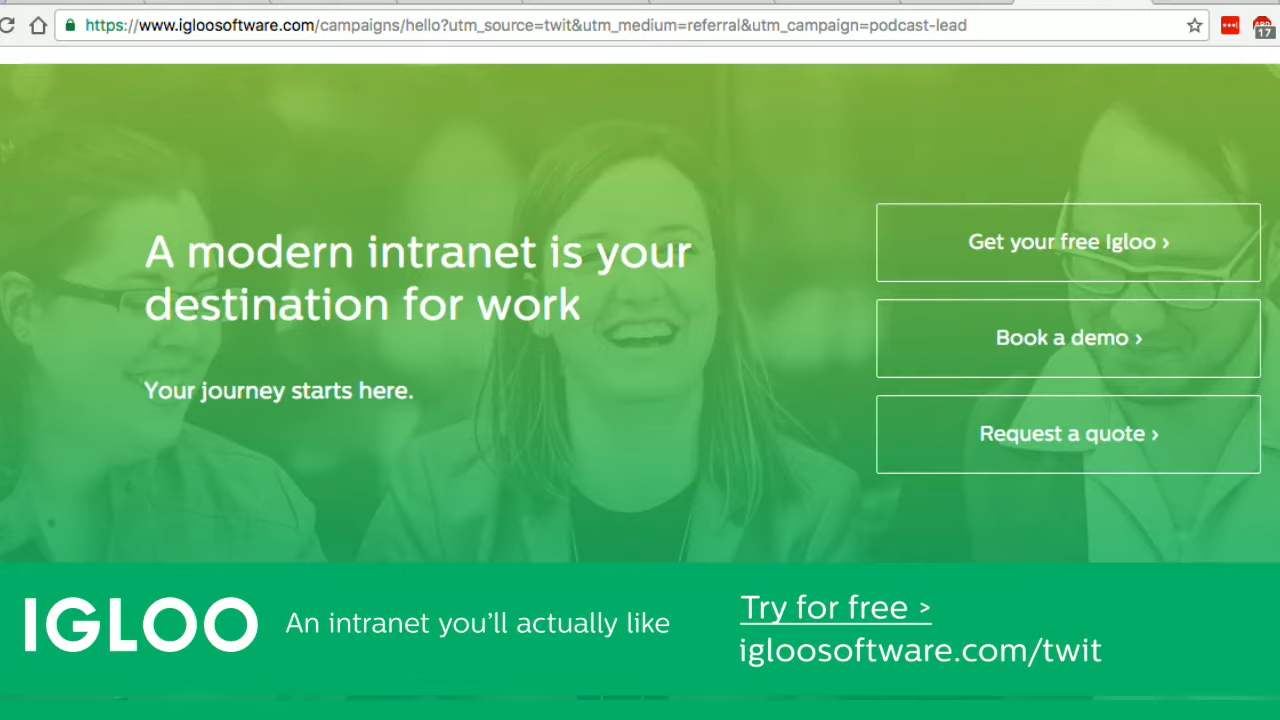 https://www.igloosoftware.com/campaigns/hello?utm_source=twit&utm_medium=referral&utm_campaign=podcast-lead
17
A modern intranet is your
destination for work
Your journey starts here.
Get your free Igloo ›
Book a demo ›
Request a quote ›
IGLOO
An intranet you'll actually like
Try for free >
igloosoftware.com/twit